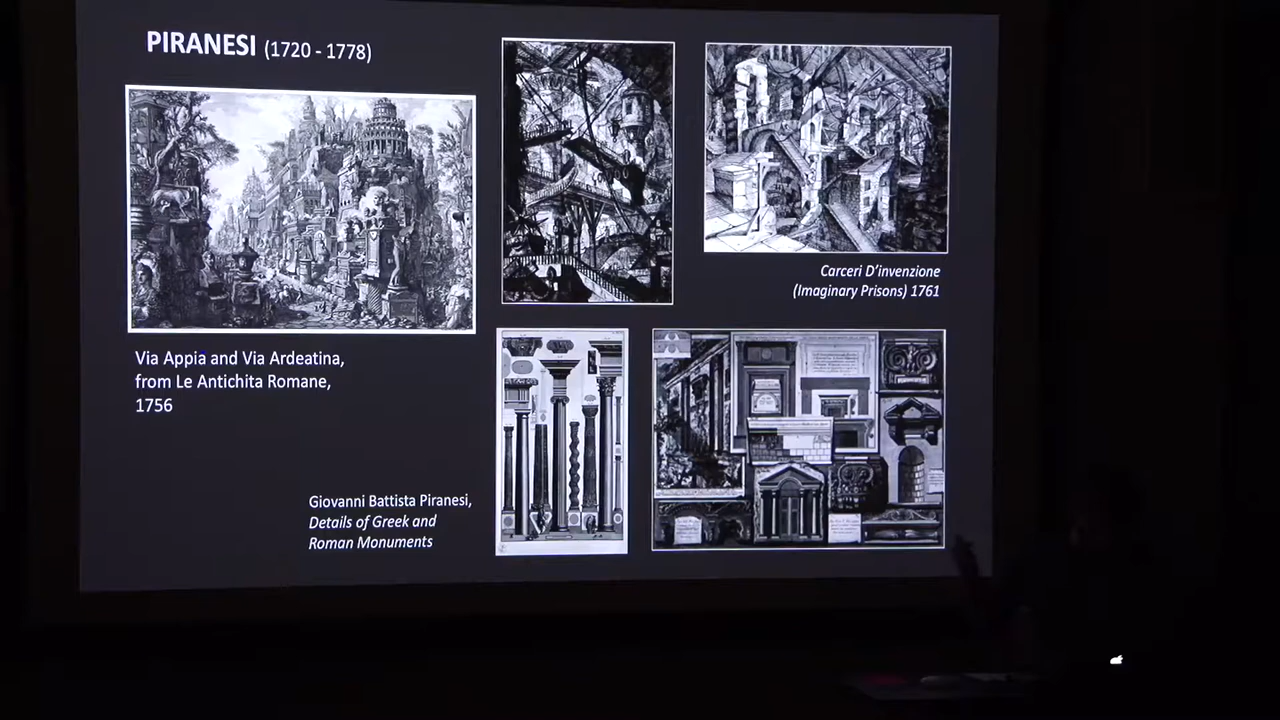 PIRANESI (1720 - 1778)
Via Appia and Via Ardeatina,
from Le Antichita Romane,
1756
Carceri D’invenzione
(Imaginary Prisons) 1761
Giovanni Battista Piranesi,
Details of Greek and
Roman Monuments